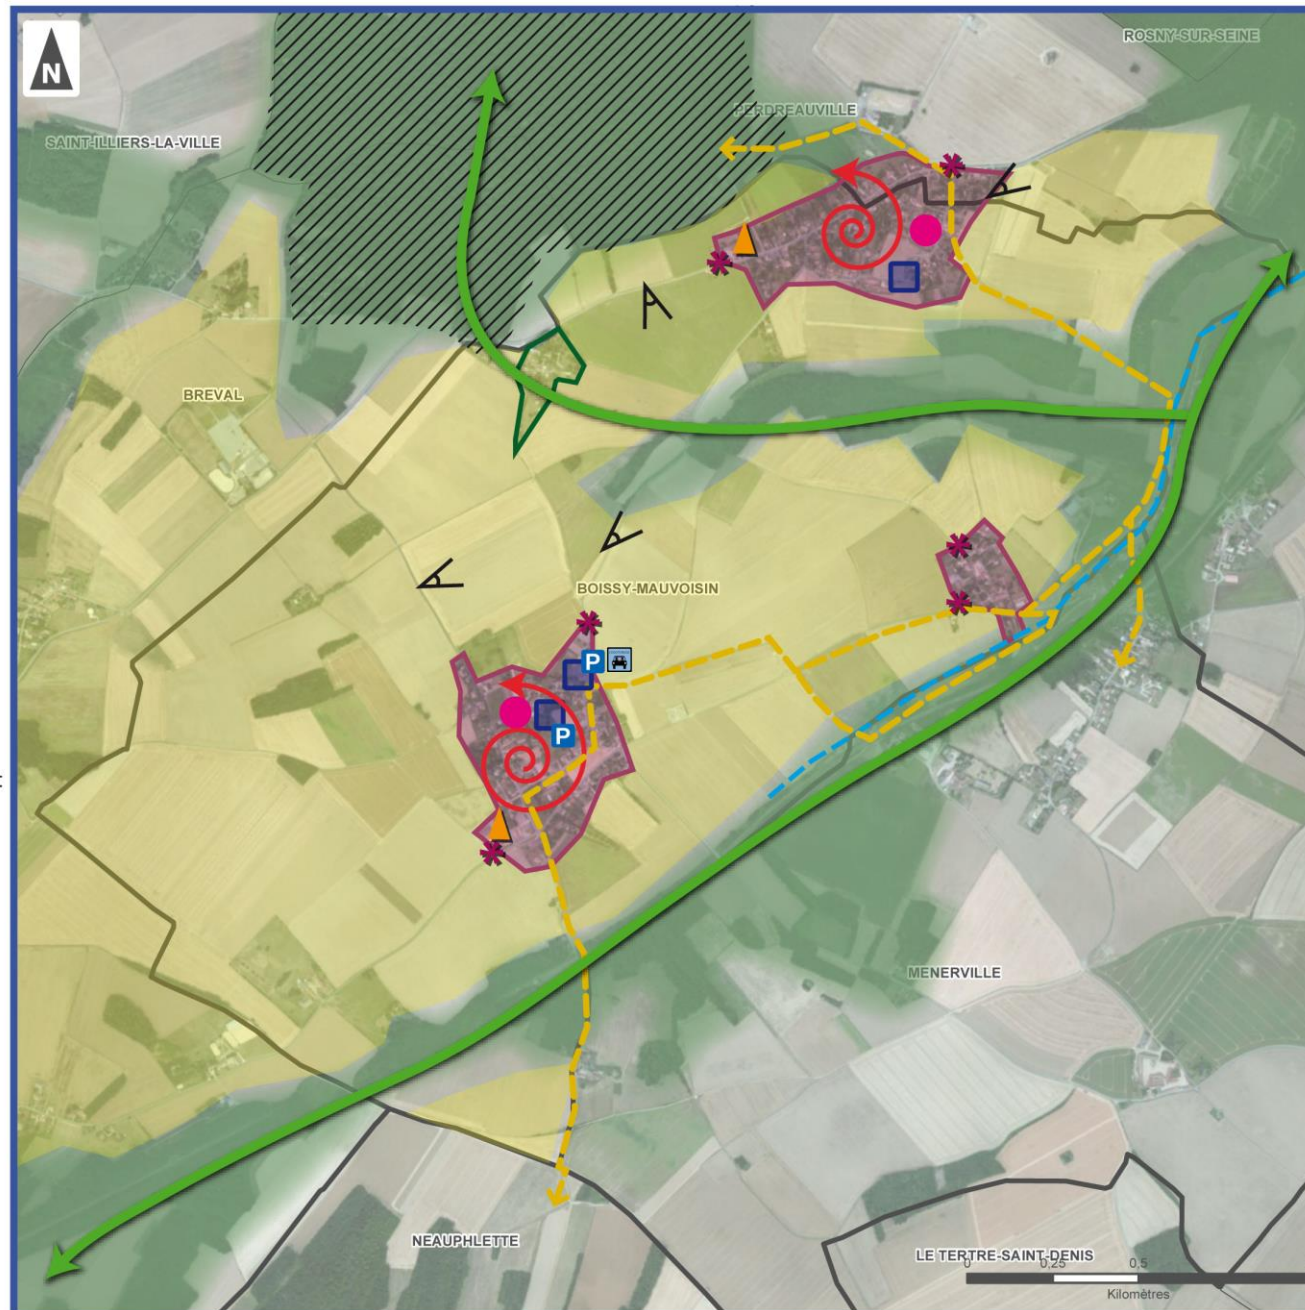 N
ROSNY-SUR-SEINE
PERDREAUVILLE
SAINT-ILLIERS-LA-VILLE
BREVAL
BOISSY-MAUVOISIN
P
P
MENERVILLE
NEAUPHLETTE
LE TERTRE-SAINT-DENIS
0 0,25 0,5
Kilomètres